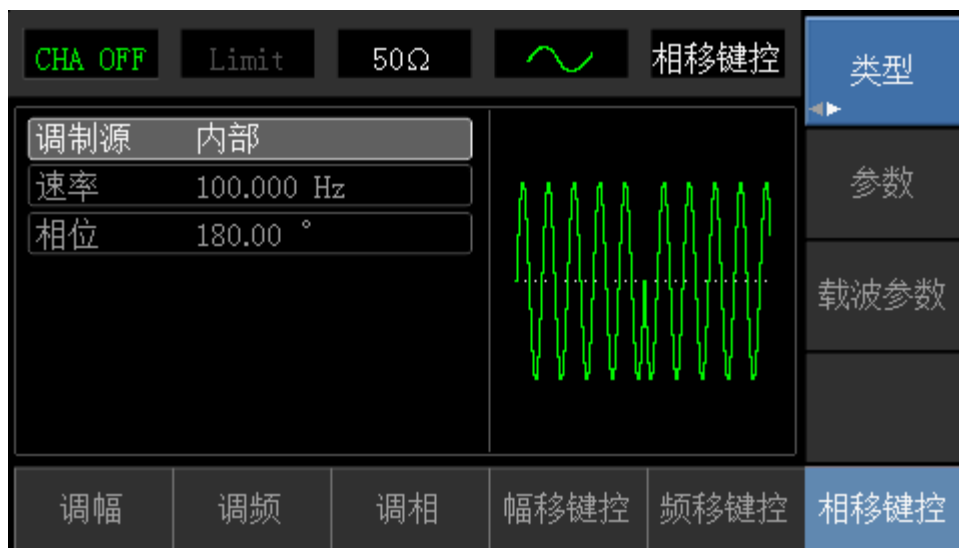 CHA OFF Limit 50Ω 相移键控 类型
调制源 内部
速率 100.000 Hz
相位 180.00 °
参数
载波参数
调幅 调频 调相 幅移键控 频移键控 相移键控